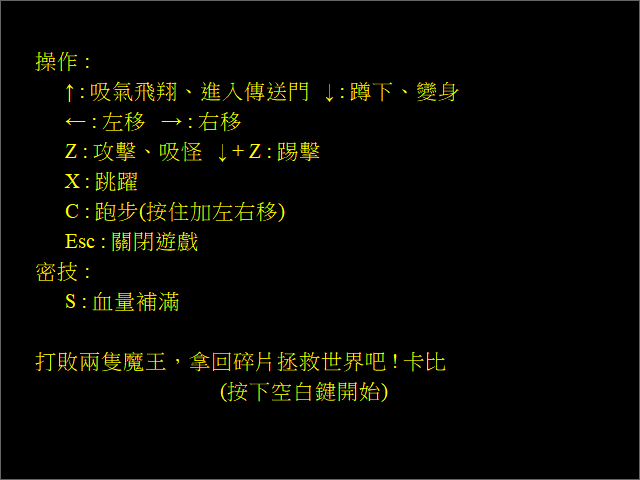 操作 :
↑ : 吸氣飛翔、進入傳送門 ↓ : 蹲下、變身
← : 左移 → : 右移
Z : 攻擊、吸怪 ↓ + Z : 踢擊
X : 跳躍
C : 跑步(按住加左右移)
Esc : 關閉遊戲
密技 :
S : 血量補滿
打敗兩隻魔王，拿回碎片拯救世界吧 ! 卡比
(按下空白鍵開始)